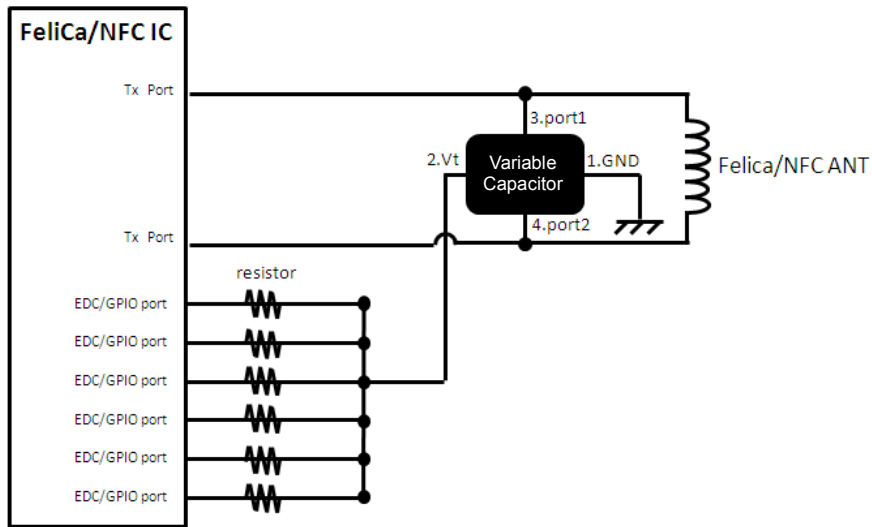 FeliCa/NFC IC
Tx Port
3.port1
2.Vt
Variable
Capacitor
1.GND
Felica/NFC ANT
4.port2
Tx Port
resistor
EDC/GPIO port
EDC/GPIO port
EDC/GPIO port
EDC/GPIO port
EDC/GPIO port
EDC/GPIO port